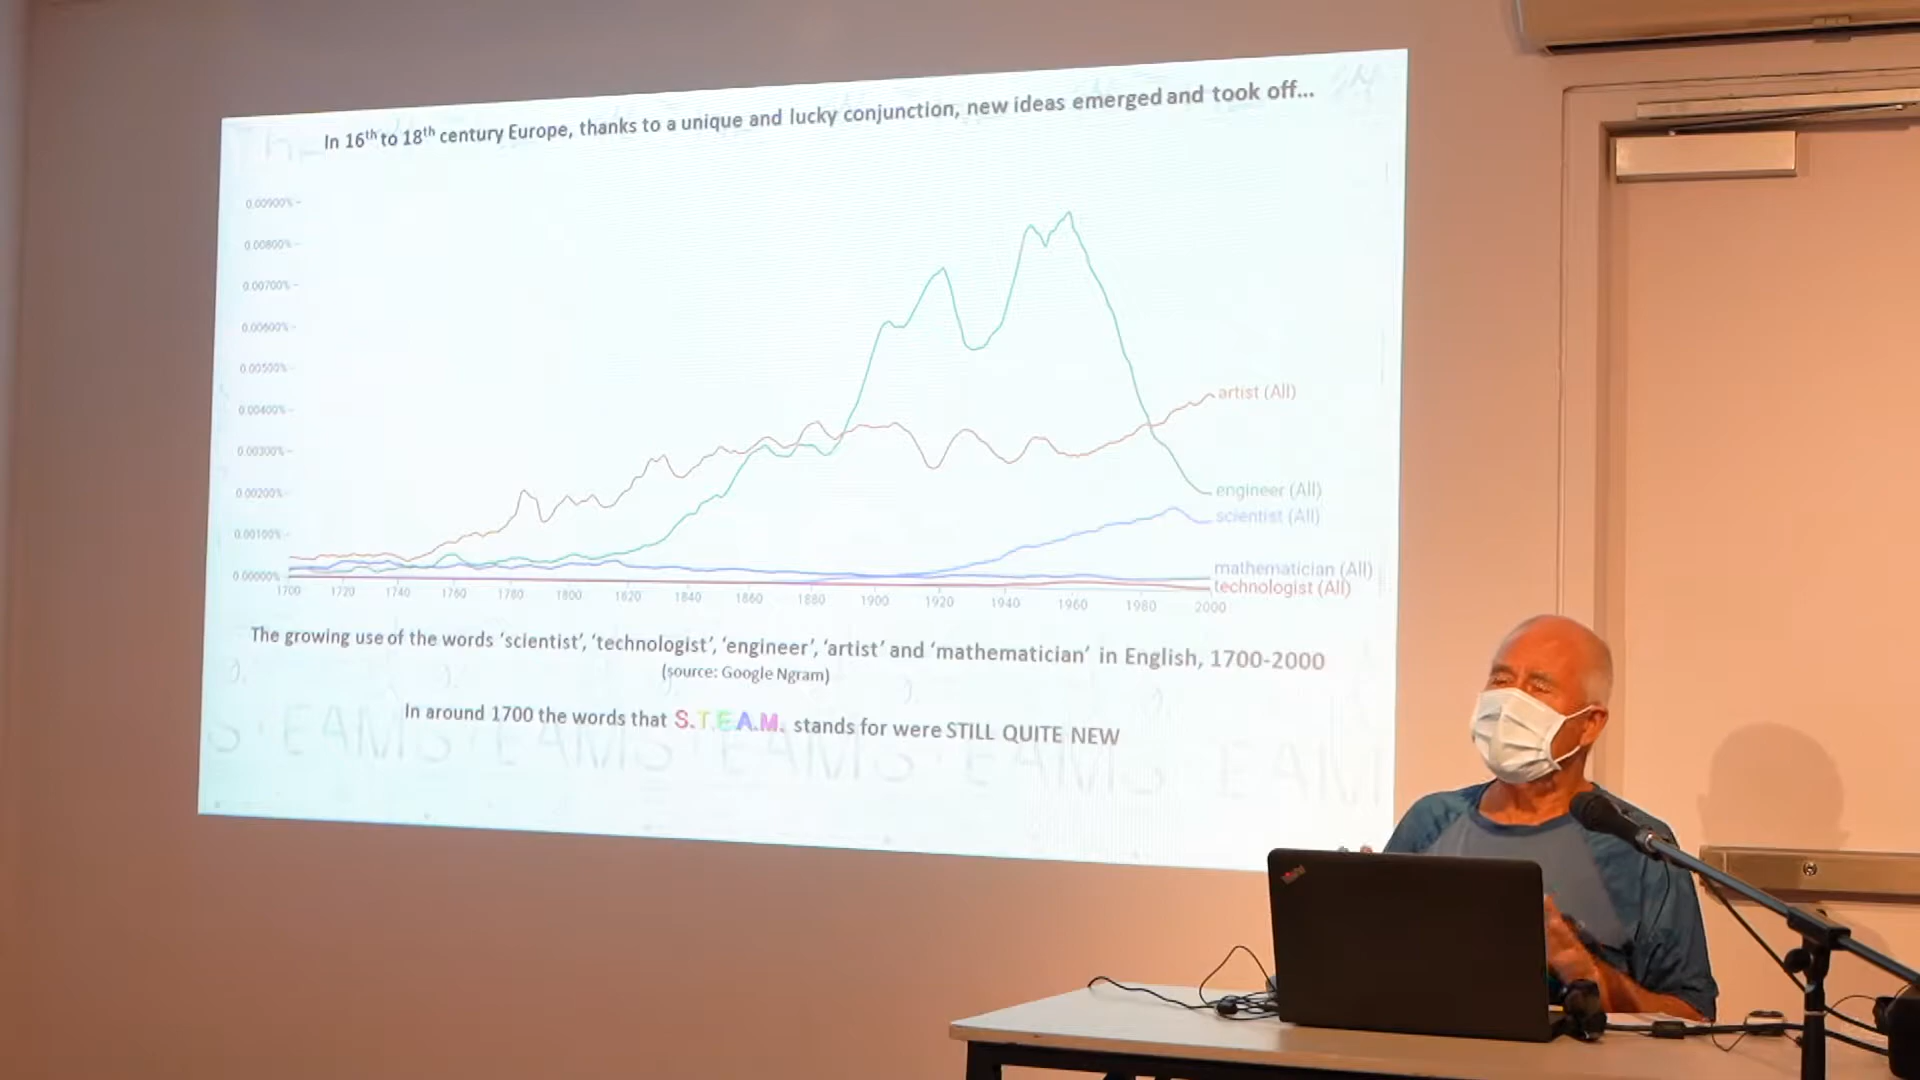 In 16th to 18th century Europe, thanks to a unique and lucky conjunction, new ideas emerged and took off...
0.00900%
0.00800%
0.00700%
0.00600%
0.00500%
0.00400%
0.00300%
0.00200%
0.00100%
0.00000%
artist (All)
engineer (All)
scientist (All)
mathematician (All)
technologist (All)
1700 1720 1740 1760 1780 1800 1820 1840 1860 1880 1900 1920 1940 1960 1980 2000
The growing use of the words ‘scientist’, ‘technologist’, ‘engineer’, ‘artist’ and ‘mathematician’ in English, 1700-2000
(source: Google Ngram)
In around 1700 the words that S.T.E.A.M. stands for were STILL QUITE NEW
ThinkPad